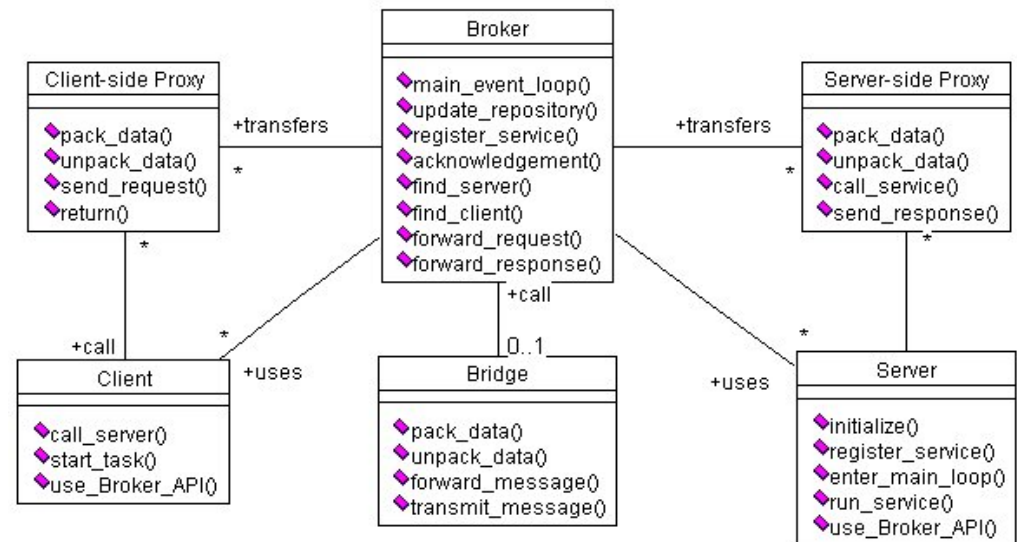 Broker
main_event_loop()
update_repository()
register_service()
acknowledgement()
find_server()
find_client()
forward_request()
forward_response()
Client-side Proxy
pack_data()
unpack_data()
send_request()
return()
+transfers
*
+transfers
*
Server-side Proxy
pack_data()
unpack_data()
call_service()
send_response()
*
+call
*
+uses
+call
0..1
*
+uses
*
Client
call_server()
start_task()
use_Broker_API()
Bridge
pack_data()
unpack_data()
forward_message()
transmit_message()
Server
initialize()
register_service()
enter_main_loop()
run_service()
use_Broker_API()